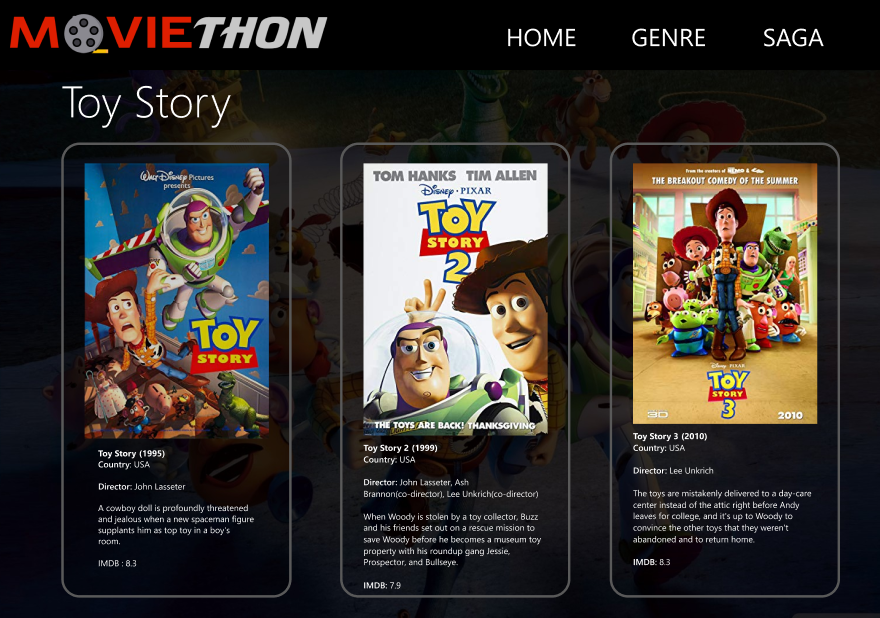 MOVIETHON
HOME
GENRE
SAGA
Toy Story
WALT DISNEY Pictures
presents
TOY
STORY
Toy Story (1995)
Country: USA
Director: John Lasseter
A cowboy doll is profoundly threatened
and jealous when a new spaceman figure
supplants him as top toy in a boy's
room.
IMDB : 8.3
TOM HANKS TIM ALLEN
Disney · PIXAR
TOY
STORY
2
THE TOYS ARE BACK! THANKSGIVING
Toy Story 2 (1999)
Country: USA
Director: John Lasseter, Ash
Brannon(co-director), Lee Unkrich(co-director)
When Woody is stolen by a toy collector, Buzz
and his friends set out on a rescue mission to
save Woody before he becomes a museum toy
property with his roundup gang Jessie,
Prospector, and Bullseye.
IMDB: 7.9
From the creators of
THE BREAKOUT COMEDY OF THE SUMMER
Disney · PIXAR
TOY
STORY
3
3D
2010
Toy Story 3 (2010)
Country: USA
Director: Lee Unkrich
The toys are mistakenly delivered to a day-care
center instead of the attic right before Andy
leaves for college, and it's up to Woody to
convince the other toys that they weren't
abandoned and to return home.
IMDB: 8.3